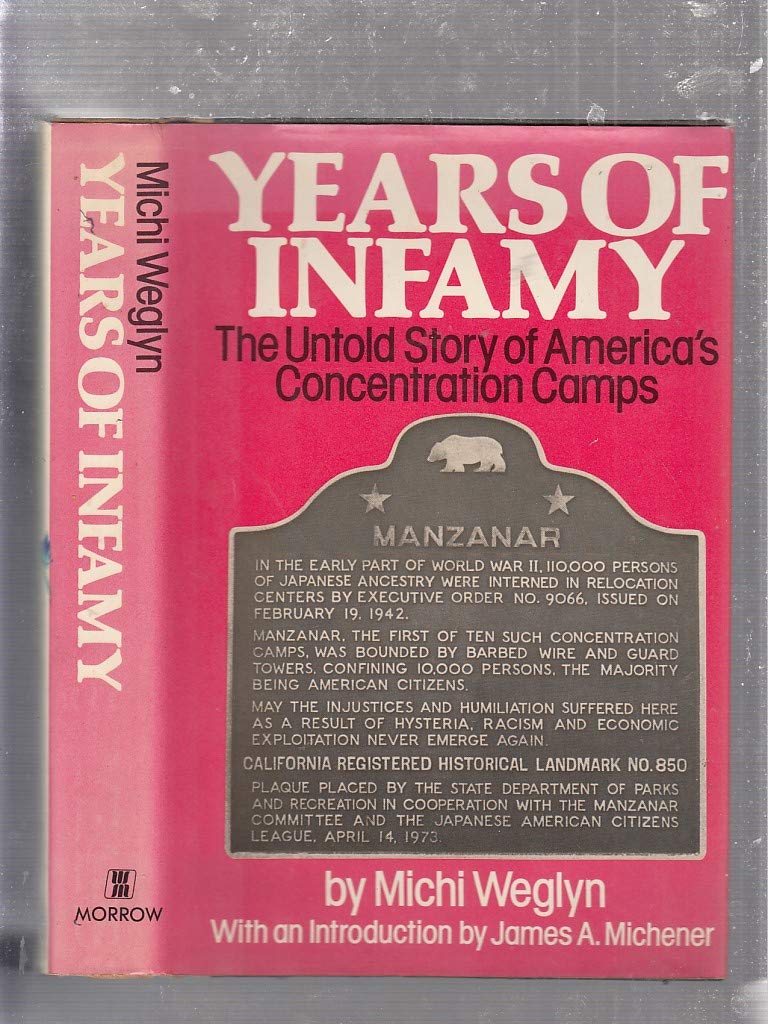 Michi Weglyn
YEARS OF INFAMY
MORROW
YEARS OF
INFAMY
The Untold Story of America's
Concentration Camps
MANZANAR
IN THE EARLY PART OF WORLD WAR II, 110,000 PERSONS
OF JAPANESE ANCESTRY WERE INTERNED IN RELOCATION
CENTERS BY EXECUTIVE ORDER NO. 9066, ISSUED ON
FEBRUARY 19, 1942.
MANZANAR, THE FIRST OF TEN SUCH CONCENTRATION
CAMPS, WAS BOUNDED BY BARBED WIRE AND GUARD
TOWERS, CONFINING 10,000 PERSONS, THE MAJORITY
BEING AMERICAN CITIZENS.
MAY THE INJUSTICES AND HUMILIATION SUFFERED HERE
AS A RESULT OF HYSTERIA, RACISM AND ECONOMIC
EXPLOITATION NEVER EMERGE AGAIN.
CALIFORNIA REGISTERED HISTORICAL LANDMARK NO. 850
PLAQUE PLACED BY THE STATE DEPARTMENT OF PARKS
AND RECREATION IN COOPERATION WITH THE MANZANAR
COMMITTEE AND THE JAPANESE AMERICAN CITIZENS
LEAGUE, APRIL 14, 1973.
by Michi Weglyn
With an Introduction by James A. Michener